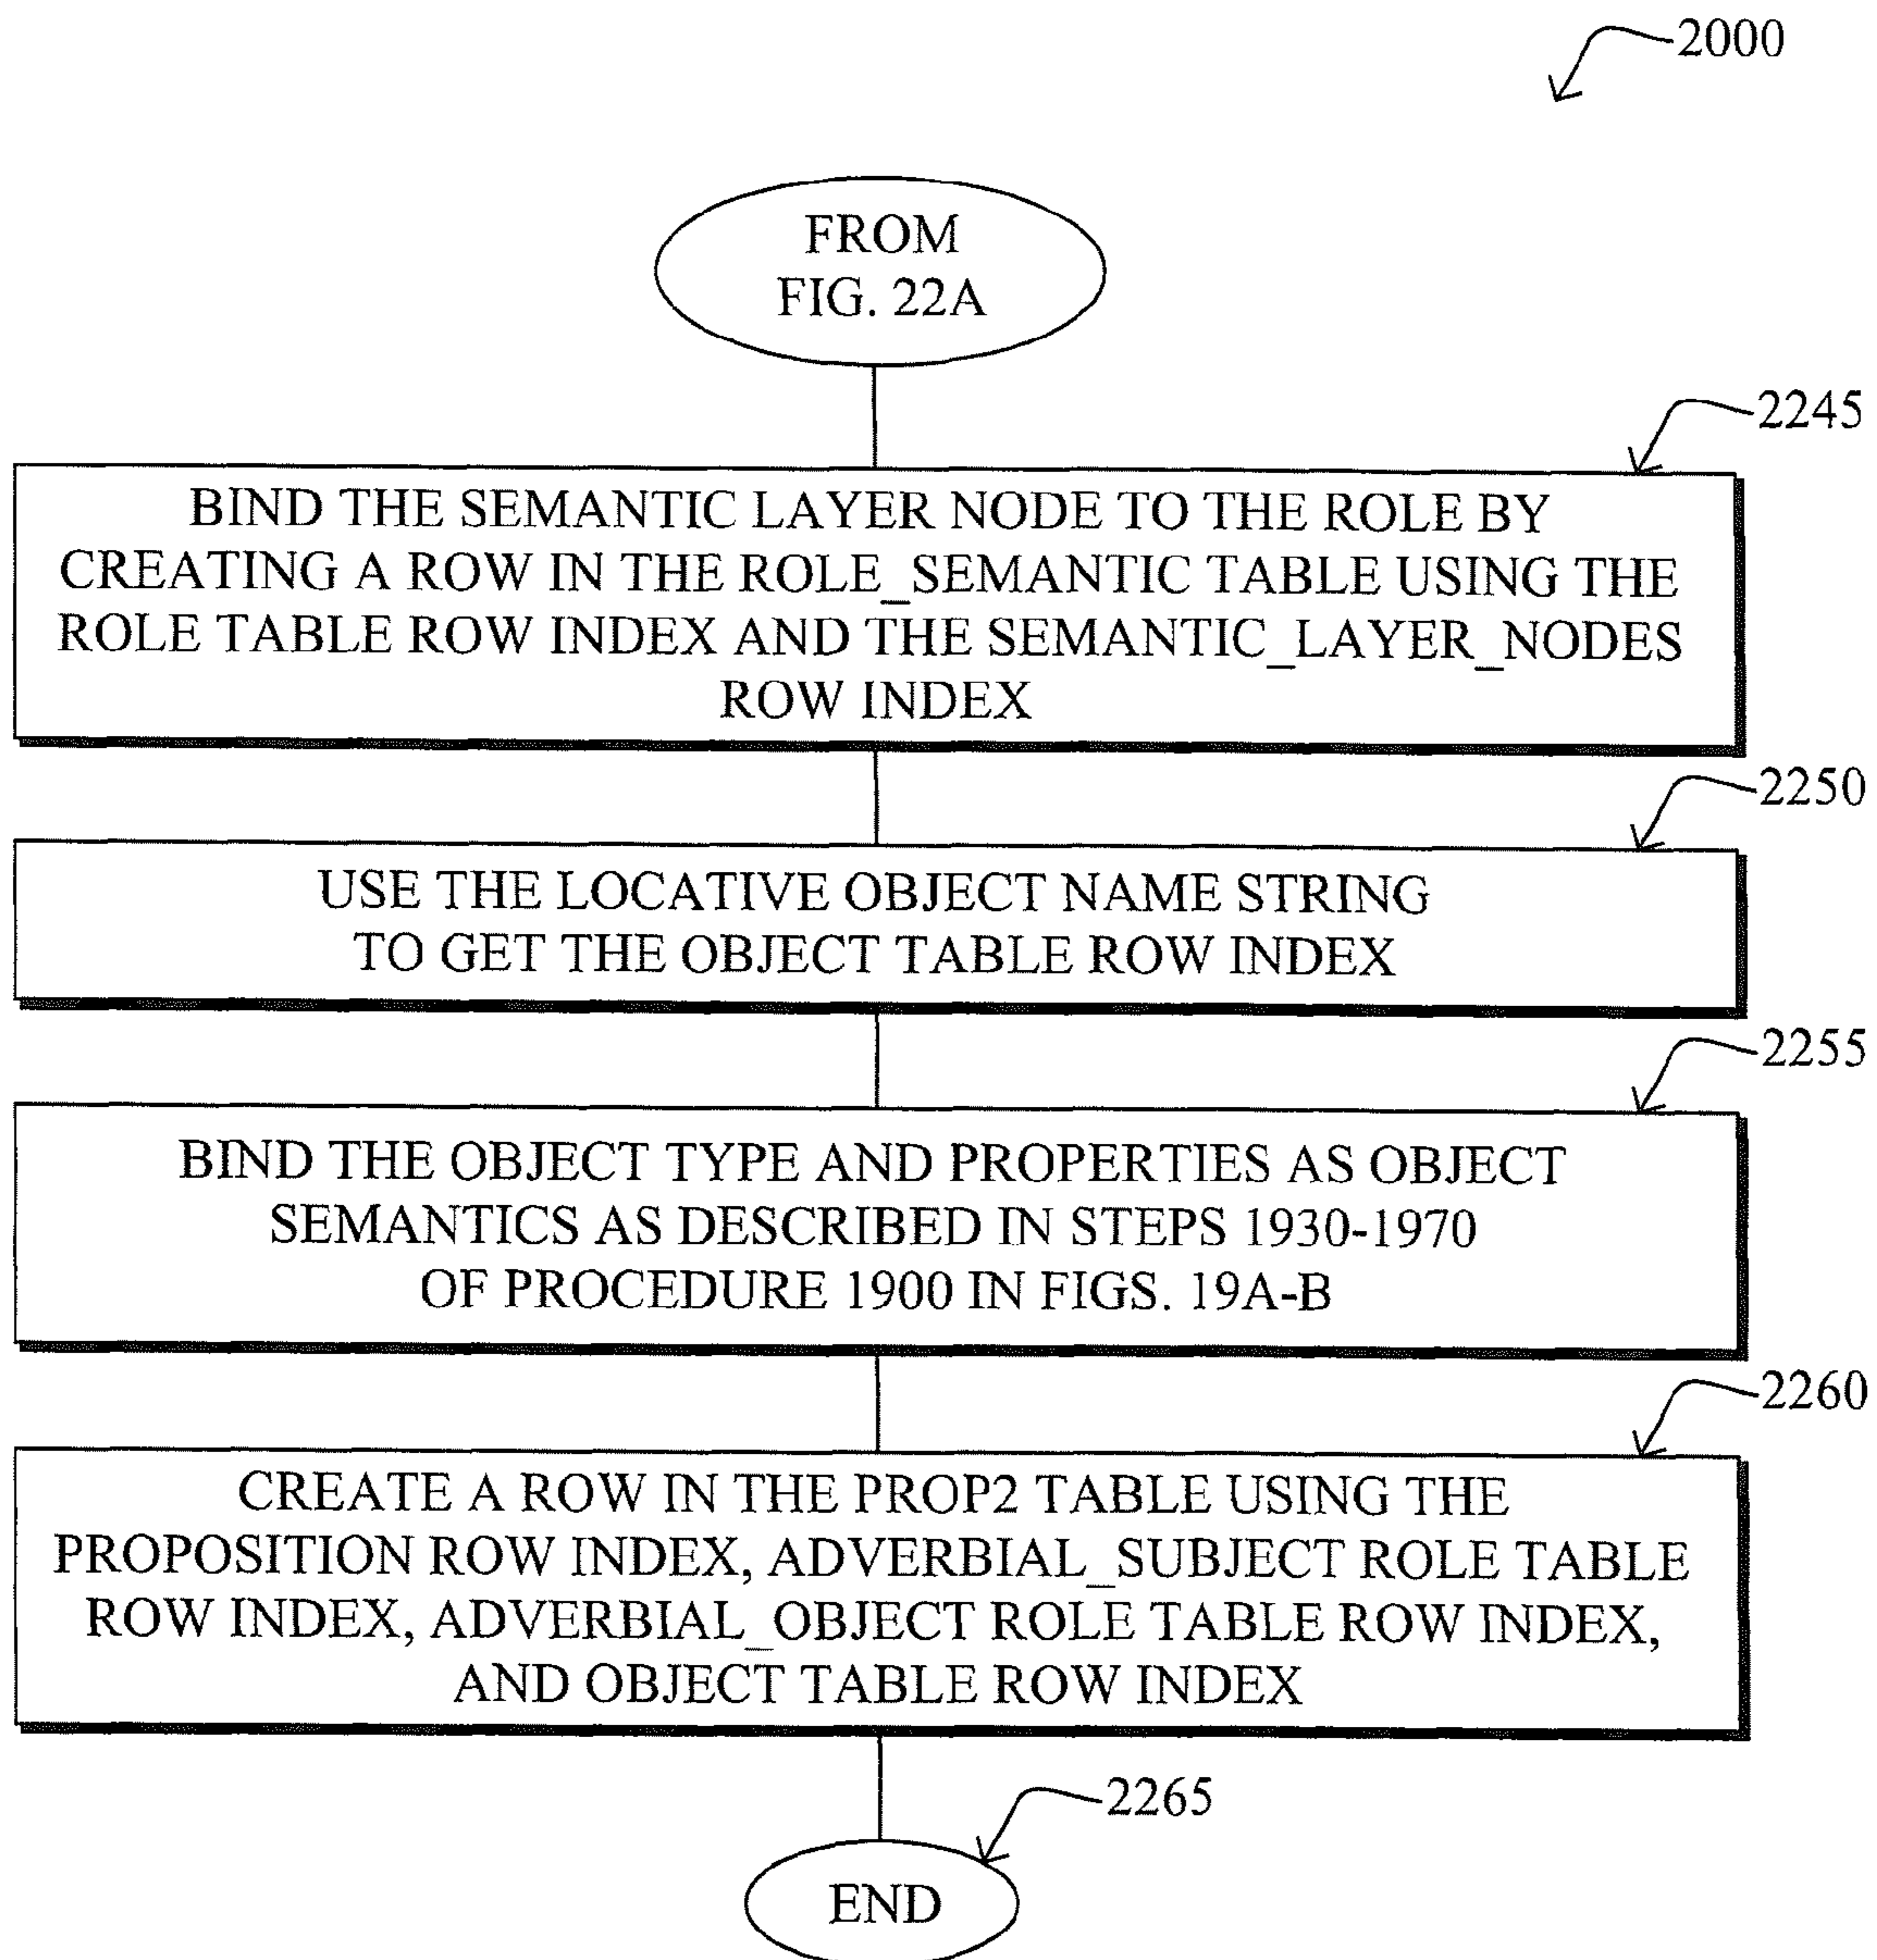 2000
FROM
FIG. 22A
2245
BIND THE SEMANTIC LAYER NODE TO THE ROLE BY
CREATING A ROW IN THE ROLE_SEMANTIC TABLE USING THE
ROLE TABLE ROW INDEX AND THE SEMANTIC_LAYER_NODES
ROW INDEX
2250
USE THE LOCATIVE OBJECT NAME STRING
TO GET THE OBJECT TABLE ROW INDEX
2255
BIND THE OBJECT TYPE AND PROPERTIES AS OBJECT
SEMANTICS AS DESCRIBED IN STEPS 1930-1970
OF PROCEDURE 1900 IN FIGS. 19A-B
2260
CREATE A ROW IN THE PROP2 TABLE USING THE
PROPOSITION ROW INDEX, ADVERBIAL_SUBJECT ROLE TABLE
ROW INDEX, ADVERBIAL_OBJECT ROLE TABLE ROW INDEX,
AND OBJECT TABLE ROW INDEX
2265
END